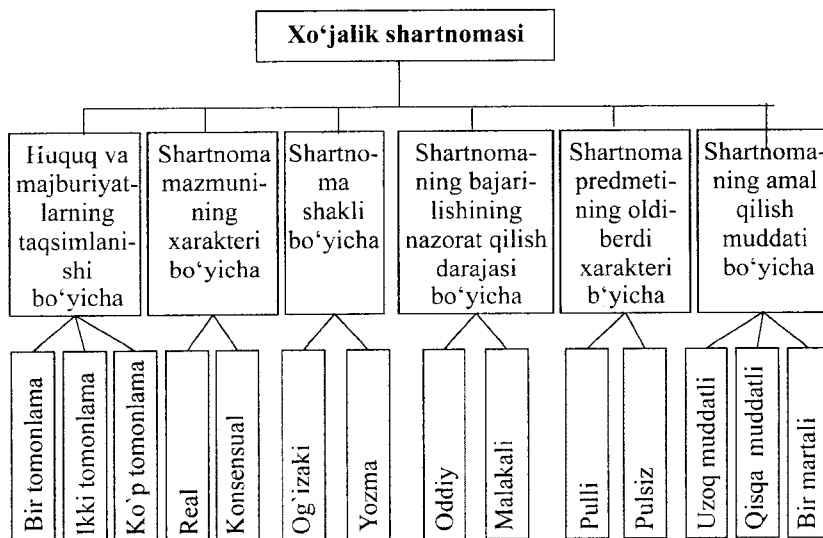 Xo‘jalik shartnomasi
Huquq va
majburiyat-
larning
taqsimlani-
shi
bo‘yicha
Shartnoma
mazmuni-
ning
xarakteri
bo‘yicha
Shartno-
ma
shakli
bo‘yicha
Shartnoma-
ning bajari-
lishining
nazorat qilish
darajasi
bo‘yicha
Shartnoma
predmeti-
ning oldi-
berdi
xarakteri
b‘yicha
Shartnoma-
ning amal
qilish
muddati
bo‘yicha
Bir tomonlama
Ikki tomonlama
Ko`p tomonlama
Real
Konsensual
Og`izaki
Yozma
Oddiy
Malakali
Pulli
Pulsiz
Uzoq muddatli
Qisqa muddatli
Bir martali